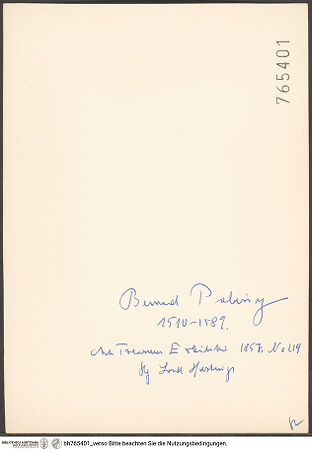 765401
Bernard Palissy
1510-1589.
Art Treasures Exhibition 1857, No 219
by Lord Hastings
bh765401_verso Bitte beachten Sie die Nutzungsbedingungen.